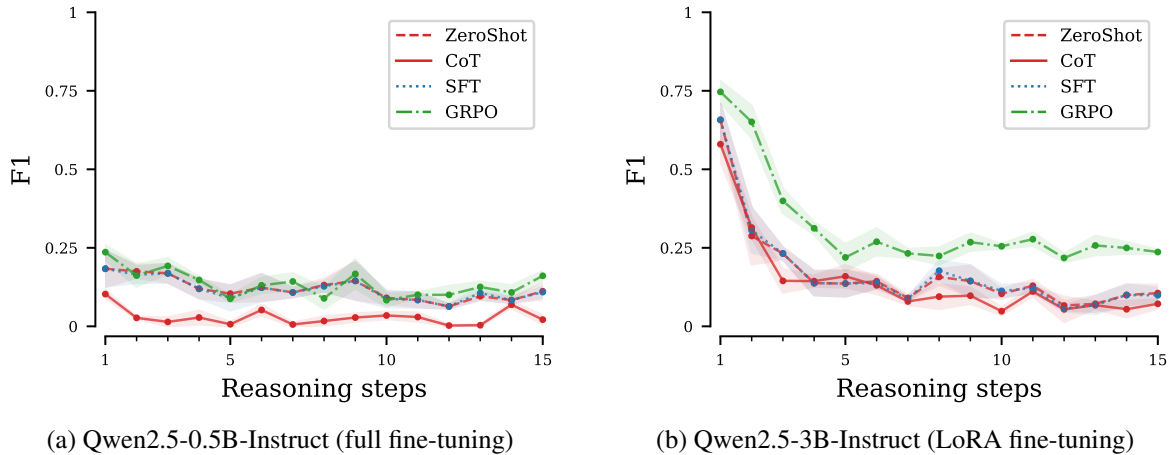 1
0.75
0.5
0.25
0
F1
1
5
10
15
Reasoning steps
ZeroShot
CoT
SFT
GRPO
(a) Qwen2.5-0.5B-Instruct (full fine-tuning)
1
0.75
0.5
0.25
0
F1
1
5
10
15
Reasoning steps
ZeroShot
CoT
SFT
GRPO
(b) Qwen2.5-3B-Instruct (LoRA fine-tuning)